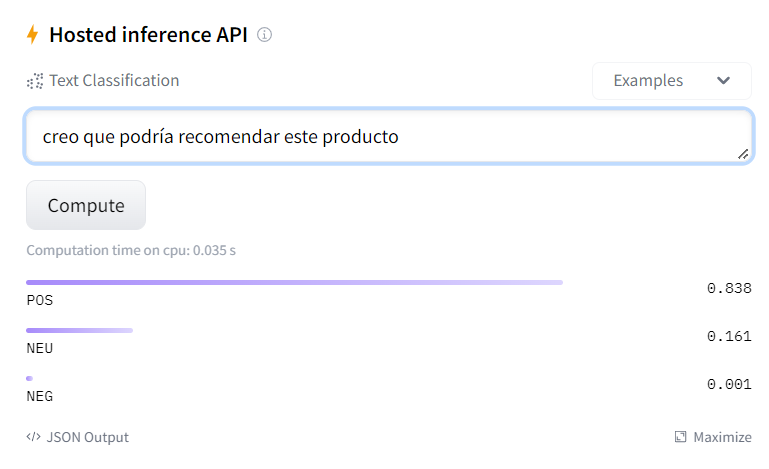 Hosted inference API
Text Classification
Examples
creo que podría recomendar este producto
Compute
Computation time on cpu: 0.035 s
0.838
POS
0.161
NEU
0.001
NEG
</> JSON Output
Maximize